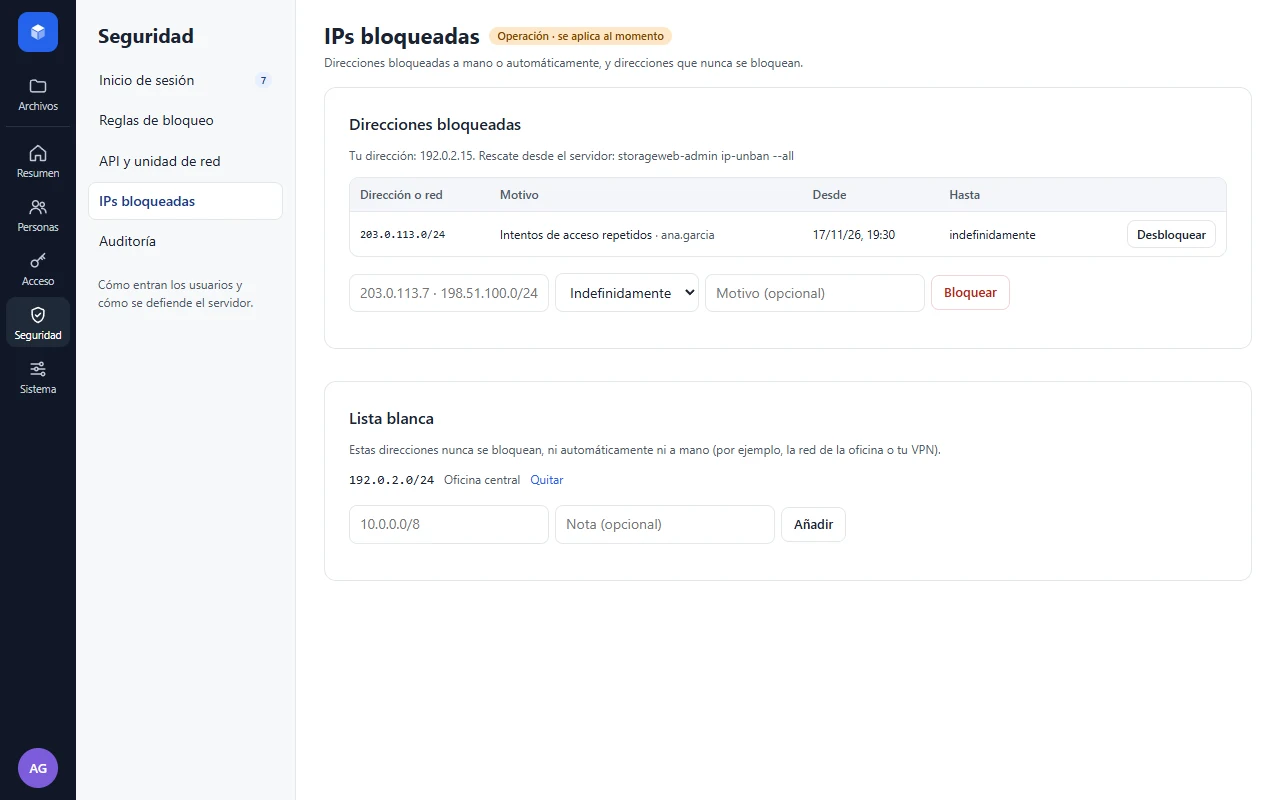 Archivos
Resumen
Personas
Acceso
Seguridad
Sistema
AG
Seguridad
Inicio de sesión 7
Reglas de bloqueo
API y unidad de red
IPs bloqueadas
Auditoría
Cómo entran los usuarios y
cómo se defiende el servidor.
IPs bloqueadas Operación · se aplica al momento
Direcciones bloqueadas a mano o automáticamente, y direcciones que nunca se bloquean.
Direcciones bloqueadas
Tu dirección: 192.0.2.15. Rescate desde el servidor: storageweb-admin ip-unban --all
Dirección o red Motivo Desde Hasta
203.0.113.0/24 Intentos de acceso repetidos · ana.garcia 17/11/26, 19:30 indefinidamente Desbloquear
203.0.113.7 · 198.51.100.0/24 Indefinidamente Motivo (opcional) Bloquear
Lista blanca
Estas direcciones nunca se bloquean, ni automáticamente ni a mano (por ejemplo, la red de la oficina o tu VPN).
192.0.2.0/24 Oficina central Quitar
10.0.0.0/8 Nota (opcional) Añadir